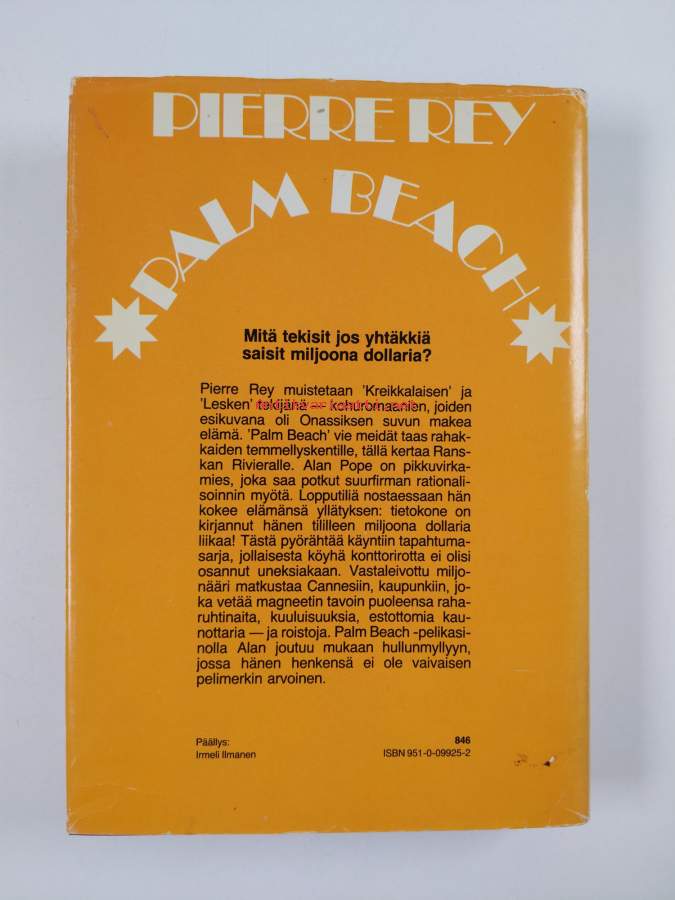 PIERRE REY
PALM BEACH
Mitä tekisit jos yhtäkkiä
saisit miljoona dollaria?
Pierre Rey muistetaan 'Kreikkalaisen' ja
'Lesken' tekijänä — kohuromaanien, joiden
esikuvana oli Onassiksen suvun makea
elämä. 'Palm Beach' vie meidät taas rahak-
kaiden temmellyskentille, tällä kertaa Rans-
kan Rivieralle. Alan Pope on pikkuvirka-
mies, joka saa potkut suurfirman rationali-
soinnin myötä. Lopputiliä nostaessaan hän
kokee elämänsä yllätyksen: tietokone on
kirjannut hänen tililleen miljoona dollaria
liikaa! Tästä pyörähtää käyntiin tapahtuma-
sarja, jollaisesta köyhä konttorirotta ei olisi
osannut uneksiakaan. Vastaleivottu miljo-
nääri matkustaa Cannesiin, kaupunkiin, jo-
ka vetää magneetin tavoin puoleensa raha-
ruhtinaita, kuuluisuuksia, estottomia kau-
nottaria — ja roistoja. Palm Beach -pelikasi-
nolla Alan joutuu mukaan hullunmyllyyn,
jossa hänen henkensä ei ole vaivaisen
pelimerkin arvoinen.
Päällys:
Irmeli Ilmanen
846
ISBN 951-0-09925-2